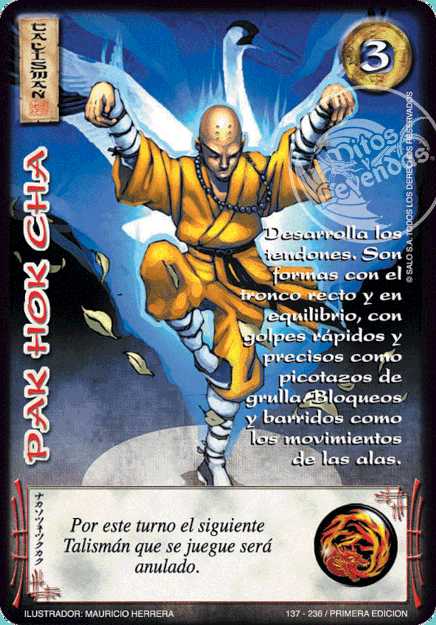 TALISMAN
3
PAK HOK CHA
Mitos y
Leyendas
© SALO S.A. TODOS LOS DERECHOS RESERVADOS
Desarrolla los
tendones. Son
formas con el
tronco recto y en
equilibrio, con
golpes rápidos y
precisos como
picotazos de
grulla. Bloqueos
y barridos como
los movimientos
de las alas.
Por este turno el siguiente
Talismán que se juegue será
anulado.
ILUSTRADOR: MAURICIO HERRERA
137 - 236 / PRIMERA EDICION